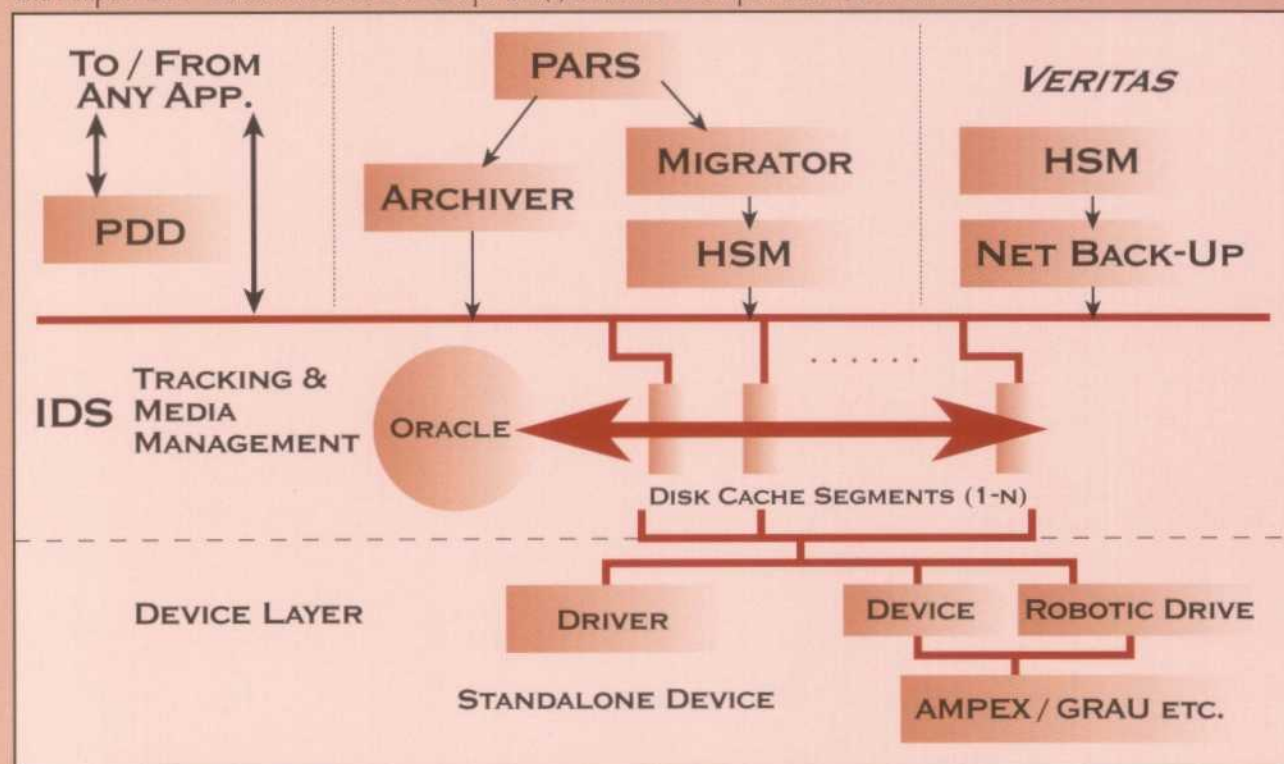 TO / FROM
ANY APP.
PDD
PARS
ARCHIVER
MIGRATOR
HSM
VERITAS
HSM
NET BACK-UP
IDS
TRACKING &
MEDIA
MANAGEMENT
ORACLE
......
DISK CACHE SEGMENTS (1-N)
DEVICE LAYER
DRIVER
DEVICE
ROBOTIC DRIVE
STANDALONE DEVICE
AMPEX / GRAU ETC.